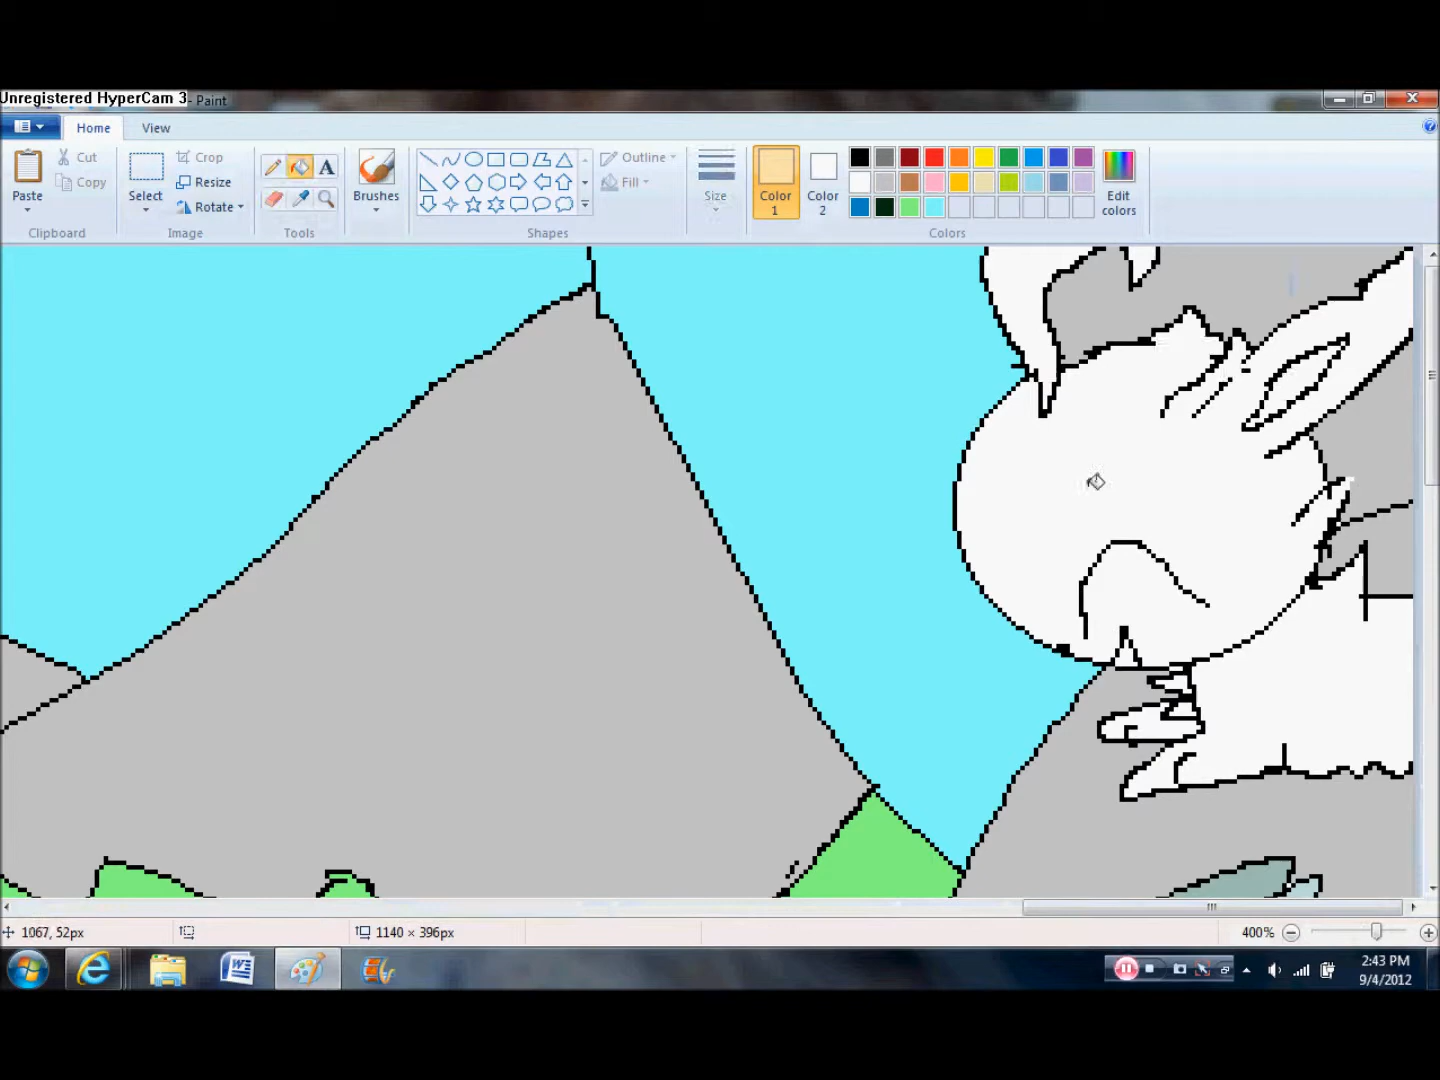 Unregistered HyperCam 3 - Paint
Home View
Cut Crop Outline
Copy Resize Fill
Paste Select Rotate A Brushes Size Color 1 Color 2 Edit colors
Clipboard Image Tools Shapes Colors
1067, 52px 1140 × 396px 400%
2:43 PM
9/4/2012